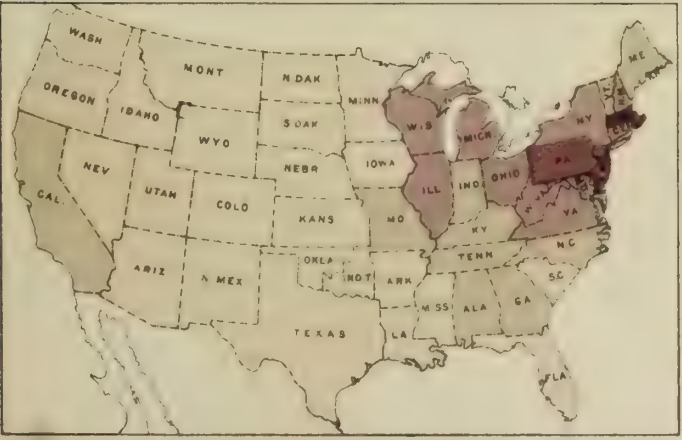 WASH
MONT
N DAK
MINN
ME
OREGON
IDAHO
S DAK
WIS
MICH
NY
WYO
NEV
UTAH
COLO
NEBR
IOWA
ILL
IND
OHIO
PA
CAL.
KANS
MO
KY
VA
ARIZ
N MEX
OKLA
IND T
ARK
TENN
N C
S.C
TEXAS
LA
MISS
ALA
GA
FLA